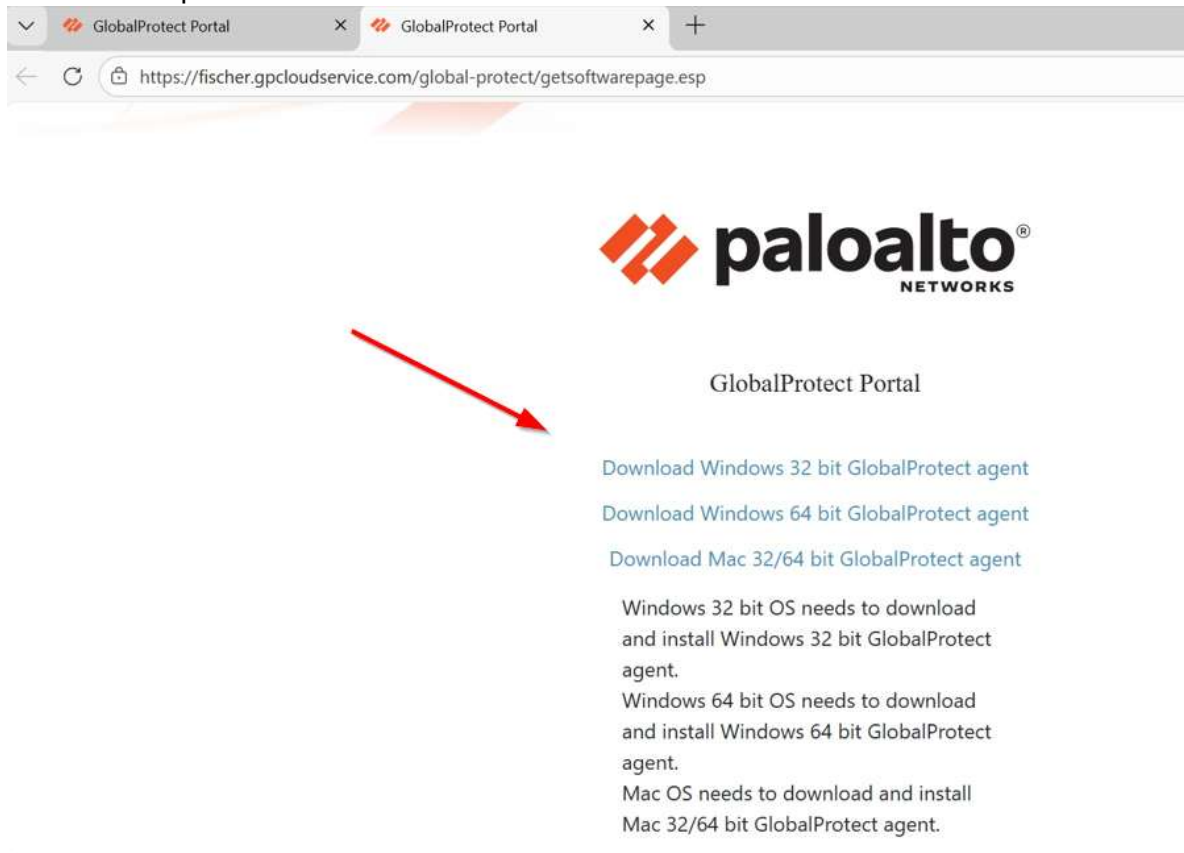 GlobalProtect Portal
GlobalProtect Portal
https://fischer.gpcloudservice.com/global-protect/getsoftwarepage.esp
paloalto®
NETWORKS
GlobalProtect Portal
Download Windows 32 bit GlobalProtect agent
Download Windows 64 bit GlobalProtect agent
Download Mac 32/64 bit GlobalProtect agent
Windows 32 bit OS needs to download
and install Windows 32 bit GlobalProtect
agent.
Windows 64 bit OS needs to download
and install Windows 64 bit GlobalProtect
agent.
Mac OS needs to download and install
Mac 32/64 bit GlobalProtect agent.